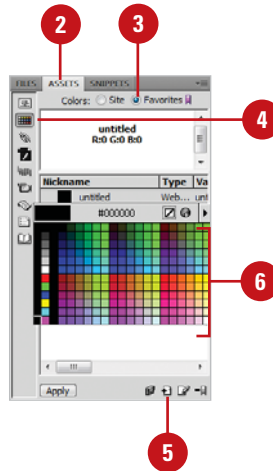 2
3
FILES ASSETS SNIPPETS
Colors: Site Favorites
4
untitled
R:0 G:0 B:0
Nickname Type Va
untitled Web... unt
#000000
6
Apply
5